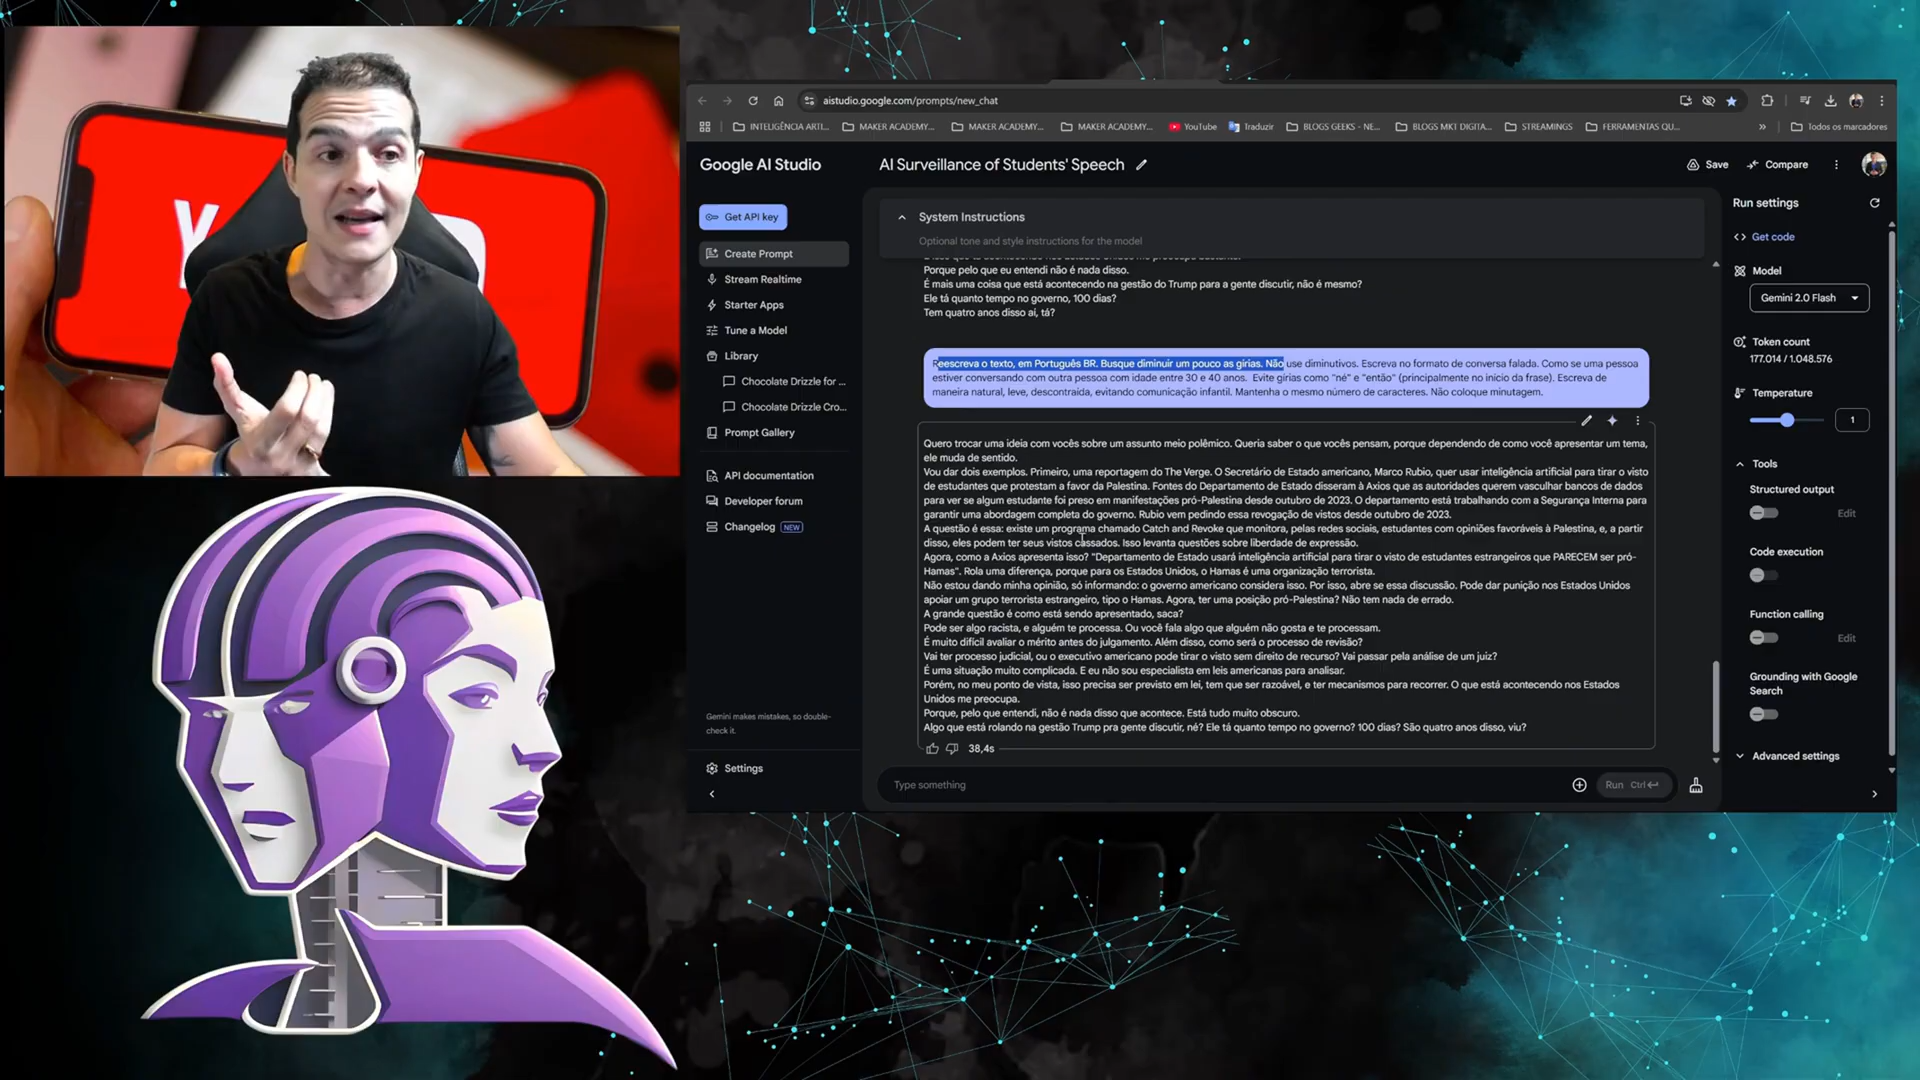 Y
aistudio.google.com/prompts/new_chat
INTELIGÊNCIA ARTI...
MAKER ACADEMY...
MAKER ACADEMY...
MAKER ACADEMY...
YouTube
Traduzir
BLOGS GEEKS - NE...
BLOGS MKT DIGITA...
STREAMINGS
FERRAMENTAS QU...
»
Todos os marcadores
Google AI Studio
AI Surveillance of Students' Speech
Save
Compare
Get API key
Create Prompt
Stream Realtime
Starter Apps
Tune a Model
Library
Chocolate Drizzle for ...
Chocolate Drizzle Cro...
Prompt Gallery
API documentation
Developer forum
Changelog NEW
Gemini makes mistakes, so double-
check it.
Settings
System Instructions
Optional tone and style instructions for the model
Porque pelo que eu entendi não é nada disso.
É mais uma coisa que está acontecendo na gestão do Trump para a gente discutir, não é mesmo?
Ele tá quanto tempo no governo, 100 dias?
Tem quatro anos disso aí, tá?
Reescreva o texto, em Português BR. Busque diminuir um pouco as gírias. Não use diminutivos. Escreva no formato de conversa falada. Como se uma pessoa
estiver conversando com outra pessoa com idade entre 30 e 40 anos. Evite gírias como "né" e "então" (principalmente no início da frase). Escreva de
maneira natural, leve, descontraída, evitando comunicação infantil. Mantenha o mesmo número de caracteres. Não coloque minutagem.
Quero trocar uma ideia com vocês sobre um assunto meio polêmico. Queria saber o que vocês pensam, porque dependendo de como você apresentar um tema,
ele muda de sentido.
Vou dar dois exemplos. Primeiro, uma reportagem do The Verge. O Secretário de Estado americano, Marco Rubio, quer usar inteligência artificial para tirar o visto
de estudantes que protestam a favor da Palestina. Fontes do Departamento de Estado disseram à Axios que as autoridades querem vasculhar bancos de dados
para ver se algum estudante foi preso em manifestações pró-Palestina desde outubro de 2023. O departamento está trabalhando com a Segurança Interna para
garantir uma abordagem completa do governo. Rubio vem pedindo essa revogação de vistos desde outubro de 2023.
A questão é essa: existe um programa chamado Catch and Revoke que monitora, pelas redes sociais, estudantes com opiniões favoráveis à Palestina, e, a partir
disso, eles podem ter seus vistos cassados. Isso levanta questões sobre liberdade de expressão.
Agora, como a Axios apresenta isso? "Departamento de Estado usará inteligência artificial para tirar o visto de estudantes estrangeiros que PARECEM ser pró-
Hamas". Rola uma diferença, porque para os Estados Unidos, o Hamas é uma organização terrorista.
Não estou dando minha opinião, só informando: o governo americano considera isso. Por isso, abre se essa discussão. Pode dar punição nos Estados Unidos
apoiar um grupo terrorista estrangeiro, tipo o Hamas. Agora, ter uma posição pró-Palestina? Não tem nada de errado.
A grande questão é como está sendo apresentado, saca?
Pode ser algo racista, e alguém te processa. Ou você fala algo que alguém não gosta e te processam.
É muito difícil avaliar o mérito antes do julgamento. Além disso, como será o processo de revisão?
Vai ter processo judicial, ou o executivo americano pode tirar o visto sem direito de recurso? Vai passar pela análise de um juiz?
É uma situação muito complicada. E eu não sou especialista em leis americanas para analisar.
Porém, no meu ponto de vista, isso precisa ser previsto em lei, tem que ser razoável, e ter mecanismos para recorrer. O que está acontecendo nos Estados
Unidos me preocupa.
Porque, pelo que entendi, não é nada disso que acontece. Está tudo muito obscuro.
Algo que está rolando na gestão Trump pra gente discutir, né? Ele tá quanto tempo no governo? 100 dias? São quatro anos disso, viu?
38,4s
Type something
Run Ctrl
Run settings
Get code
Model
Gemini 2.0 Flash
Token count
177.014 / 1.048.576
Temperature
1
Tools
Structured output
Edit
Code execution
Function calling
Edit
Grounding with Google
Search
Advanced settings